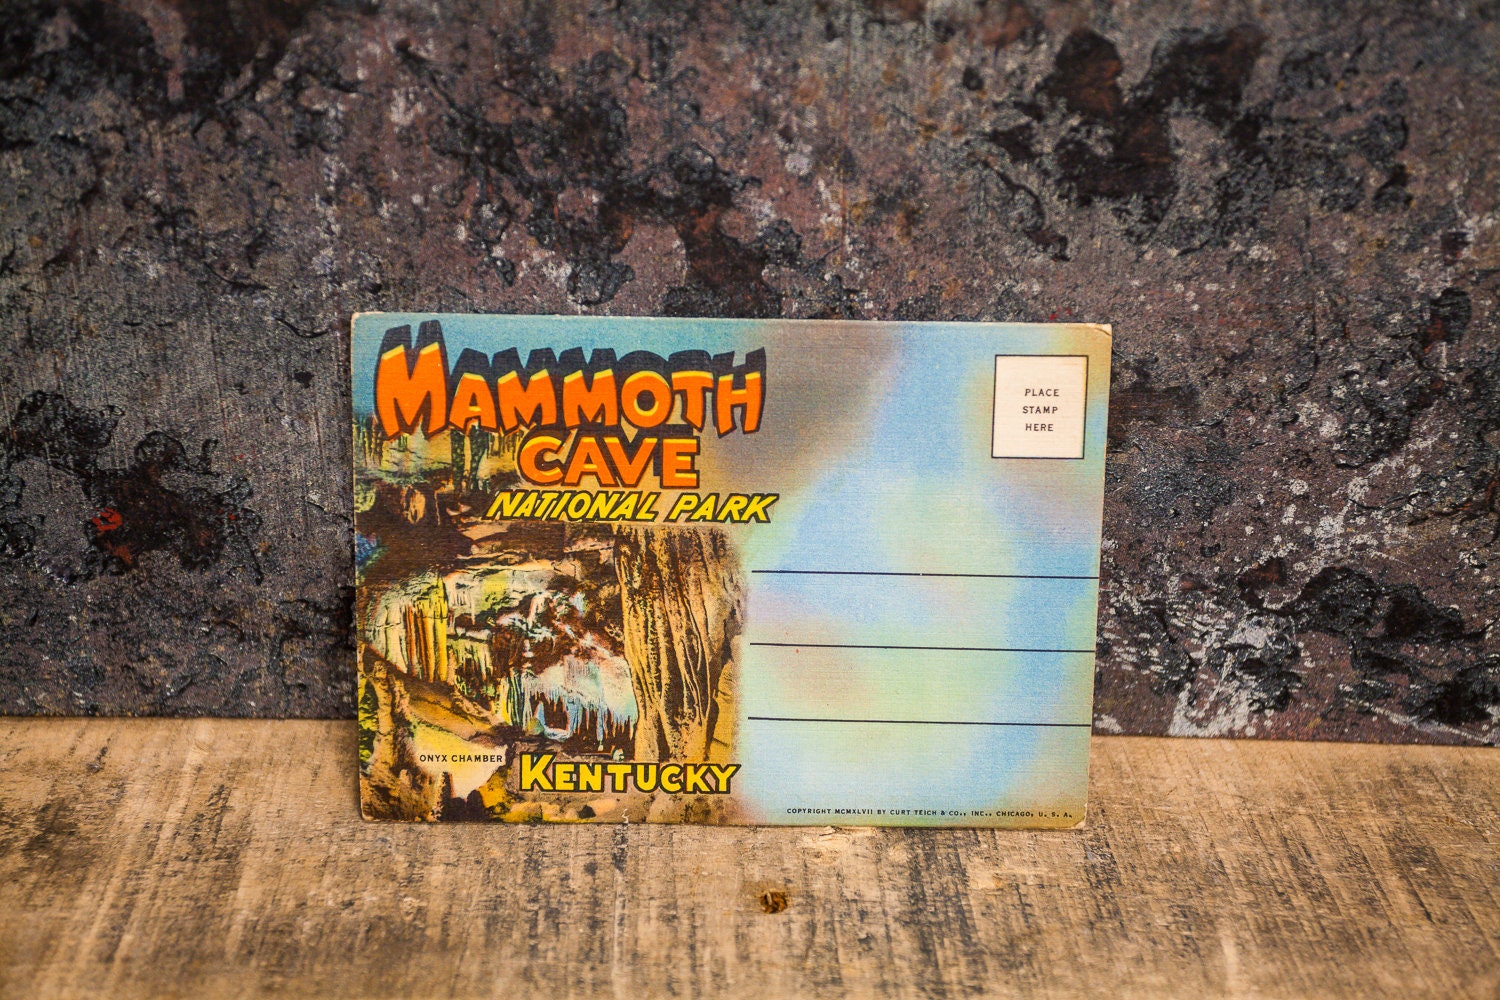 MAMMOTH
CAVE
NATIONAL PARK
PLACE
STAMP
HERE
ONYX CHAMBER
KENTUCKY
COPYRIGHT MCMXLVII BY CURT TEICH & CO., INC., CHICAGO, U. S. A.